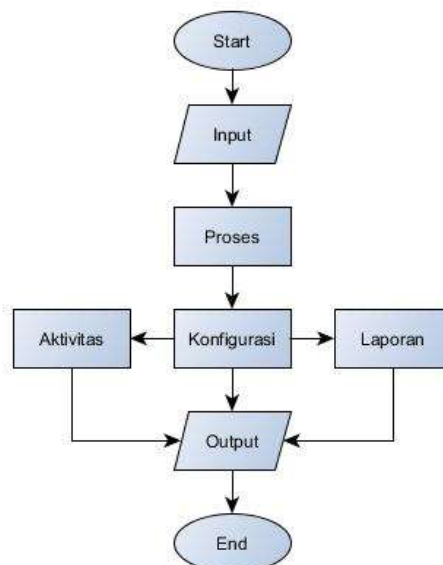 Start
Input
Proses
Aktivitas
Konfigurasi
Laporan
Output
End